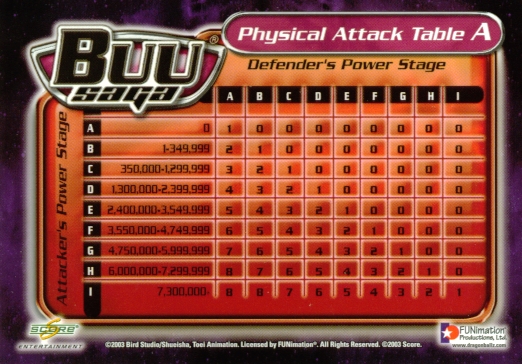 BUU
saga®
Physical Attack Table A
Defender's Power Stage
Attacker's Power Stage
A B C D E F G H I
A 0 1 0 0 0 0 0 0 0 0
B 1-349,999 2 1 0 0 0 0 0 0 0
C 350,000-1,299,999 3 2 1 0 0 0 0 0 0
D 1,300,000-2,399,999 4 3 2 1 0 0 0 0 0
E 2,400,000-3,549,999 5 4 3 2 1 0 0 0 0
F 3,550,000-4,749,999 6 5 4 3 2 1 0 0 0
G 4,750,000-5,999,999 7 6 5 4 3 2 1 0 0
H 6,000,000-7,299,999 8 7 6 5 4 3 2 1 0
I 7,300,000- 8 8 7 6 5 4 3 2 1
SCORE
ENTERTAINMENT
©2003 Bird Studio/Shueisha, Toei Animation. Licensed by FUNimation®. All Rights Reserved. ©2003 Score.
FUNimation
Productions, Ltd.
www.dragonballz.com